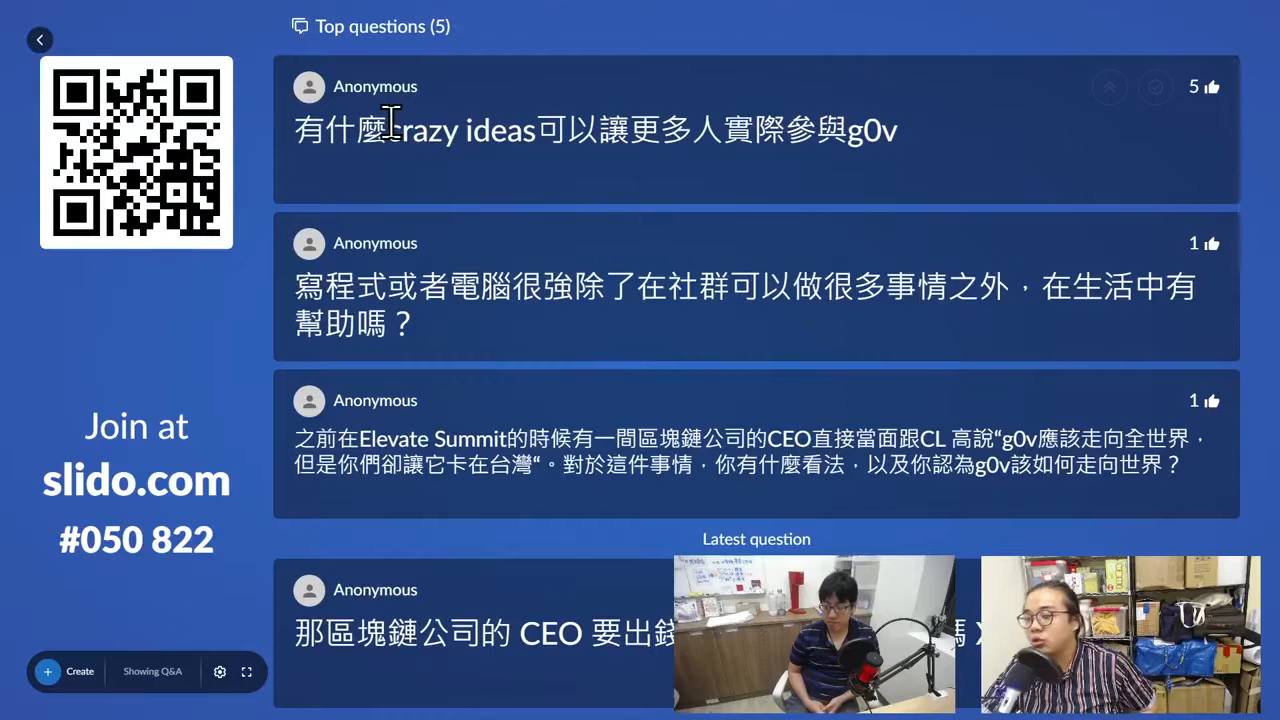 Top questions (5)
Anonymous
5
有什麼crazy ideas可以讓更多人實際參與g0v
Anonymous
1
寫程式或者電腦很強除了在社群可以做很多事情之外，在生活中有
幫助嗎？
Anonymous
1
之前在Elevate Summit的時候有一間區塊鏈公司的CEO直接當面跟CL 高說“g0v應該走向全世界，
但是你們卻讓它卡在台灣“。對於這件事情，你有什麼看法，以及你認為g0v該如何走向世界？
Latest question
Anonymous
那區塊鏈公司的 CEO 要出錢
嗎
Join at
slido.com
#050 822
Create
Showing Q&A